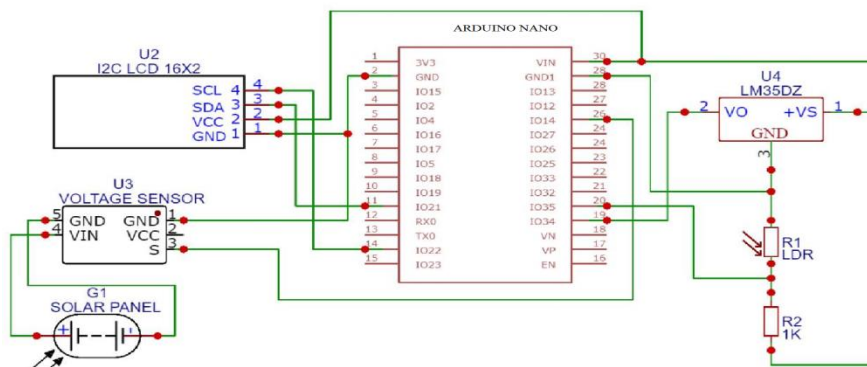 ARDUINO NANO
U2
I2C LCD 16X2
SCL 4 4
SDA 3 3
VCC 2 2
GND 1 1
U3
VOLTAGE SENSOR
5 GND GND 1
4 VIN VCC 2
S 3
G1
SOLAR PANEL
+ -
1 3V3 VIN 30
2 GND GND1 28
3 IO15 IO13 28
4 IO2 IO12 27
5 IO4 IO14 26
6 IO16 IO27 24
7 IO17 IO26 24
8 IO5 IO25 23
9 IO18 IO33 22
10 IO19 IO32 21
11 IO21 IO35 20
12 RX0 IO34 19
13 TX0 VN 18
14 IO22 VP 17
15 IO23 EN 16
U4
LM35DZ
2 VO +VS 1
GND
3
R1
LDR
R2
1K